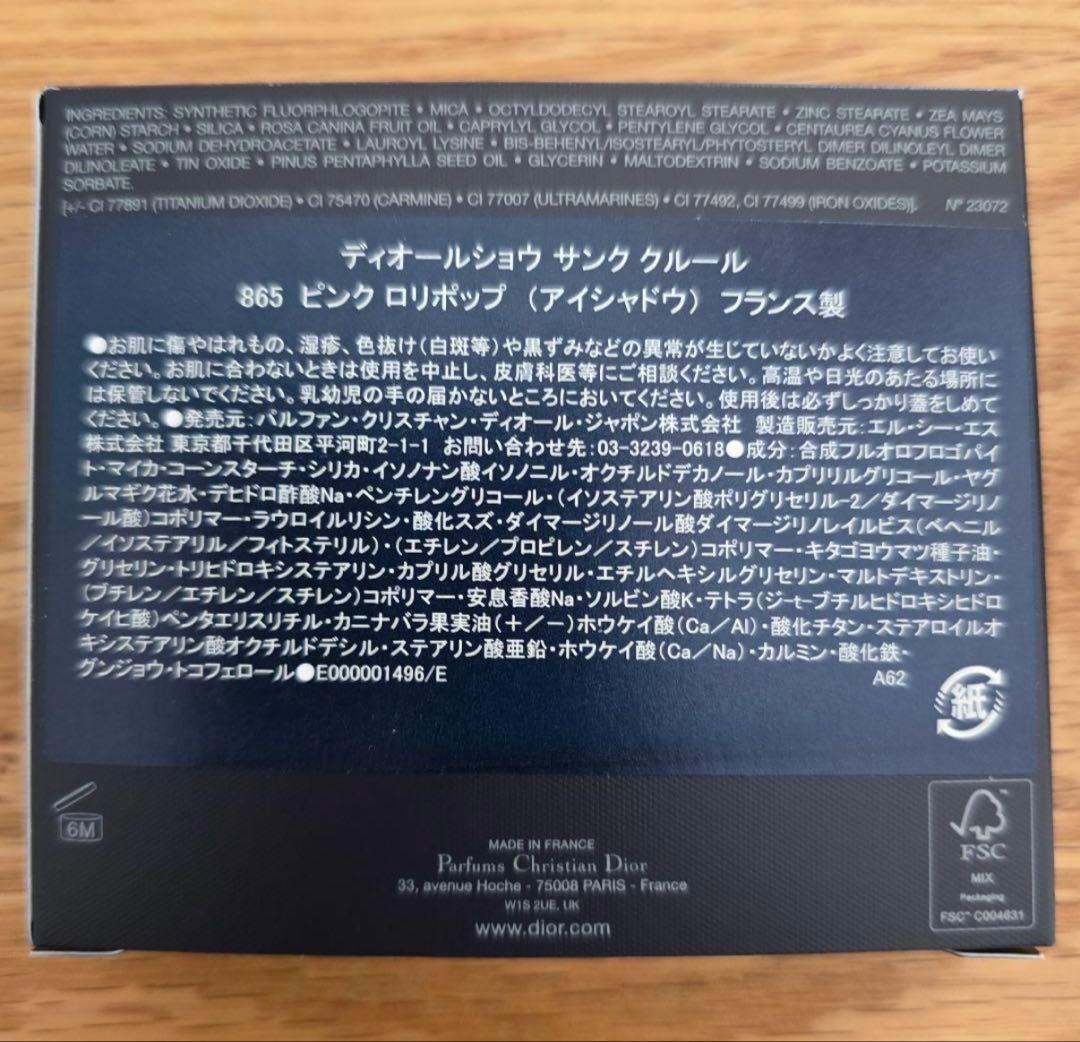 INGREDIENTS: SYNTHETIC FLUORPHLOGOPITE • MICA • OCTYLDODECYL STEAROYL STEARATE • ZINC STEARATE • ZEA MAYS
(CORN) STARCH • SILICA • ROSA CANINA FRUIT OIL • CAPRYLYL GLYCOL • PENTYLENE GLYCOL • CENTAUREA CYANUS FLOWER
WATER • SODIUM DEHYDROACETATE • LAUROYL LYSINE • BIS-BEHENYL/ISOSTEARYL/PHYTOSTERYL DIMER DILINOLEYL DIMER
DILINOLEATE • TIN OXIDE • PINUS PENTAPHYLLA SEED OIL • GLYCERIN • MALTODEXTRIN • SODIUM BENZOATE • POTASSIUM
SORBATE.
[+/- CI 77891 (TITANIUM DIOXIDE) • CI 75470 (CARMINE) • CI 77007 (ULTRAMARINES) • CI 77492, CI 77499 (IRON OXIDES)]. N° 23072
ディオールショウ サンク クルール
865 ピンク ロリポップ （アイシャドウ） フランス製
●お肌に傷やはれもの、湿疹、色抜け(白斑等)や黒ずみなどの異常が生じていないかよく注意してお使い
ください。お肌に合わないときは使用を中止し、皮膚科医等にご相談ください。高温や日光のあたる場所に
は保管しないでください。乳幼児の手の届かないところにおいてください。使用後は必ずしっかり蓋をしめて
ください。●発売元：パルファン・クリスチャン・ディオール・ジャポン株式会社 製造販売元：エル・シー・エス
株式会社 東京都千代田区平河町2-1-1 お問い合わせ先：03-3239-0618●成分：合成フルオロフロゴパイ
ト・マイカ・コーンスターチ・シリカ・イソノナン酸イソノニル・オクチルドデカノール・カプリリルグリコール・ヤグ
ルマギク花水・デヒドロ酢酸Na・ペンチレングリコール・(イソステアリン酸ポリグリセリル-2／ダイマージリノ
ール酸)コポリマー・ラウロイルリシン・酸化スズ・ダイマージリノール酸ダイマージリノレイルビス(ベヘニル
／イソステアリル／フィトステリル)・(エチレン／プロピレン／スチレン)コポリマー・キタゴヨウマツ種子油・
グリセリン・トリヒドロキシステアリン・カプリル酸グリセリル・エチルヘキシルグリセリン・マルトデキストリン・
(ブチレン／エチレン／スチレン)コポリマー・安息香酸Na・ソルビン酸K・テトラ(ジ-t-ブチルヒドロキシヒドロ
ケイヒ酸)ペンタエリスリチル・カニナバラ果実油(＋／－)ホウケイ酸(Ca／Al)・酸化チタン・ステアロイルオ
キシステアリン酸オクチルドデシル・ステアリン酸亜鉛・ホウケイ酸(Ca／Na)・カルミン・酸化鉄・
グンジョウ・トコフェロール●E000001496/E A62
紙
6M
MADE IN FRANCE
Parfums Christian Dior
33, avenue Hoche - 75008 PARIS - France
W1S 2UE, UK
www.dior.com
FSC
MIX
Packaging
FSC™ C004631